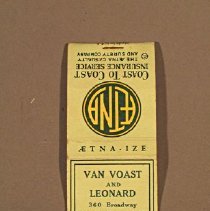 COAST TO COAST
INSURANCE SERVICE
THE ÆTNA CASUALTY
AND SURETY COMPANY
ÆTNA
ÆTNA-IZE
VAN VOAST
AND
LEONARD
360 Broadway